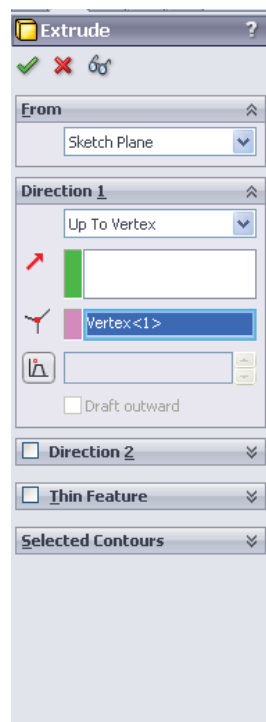 Extrude ?
From
Sketch Plane
Direction 1
Up To Vertex
Vertex<1>
Draft outward
Direction 2
Thin Feature
Selected Contours